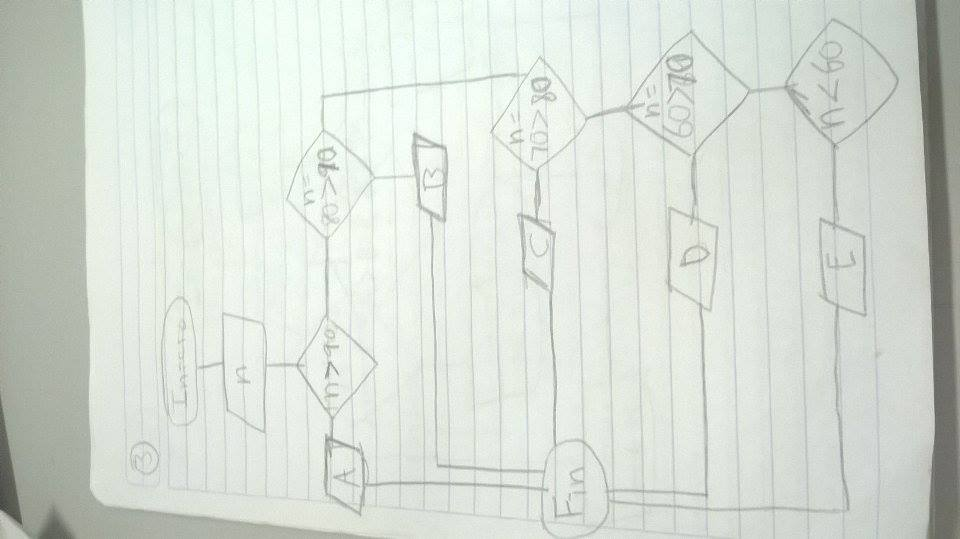 3
Inicio
n
n>90
A
n=
80<90
B
n=
70<80
C
n=
60<70
D
n<60
E
Fin